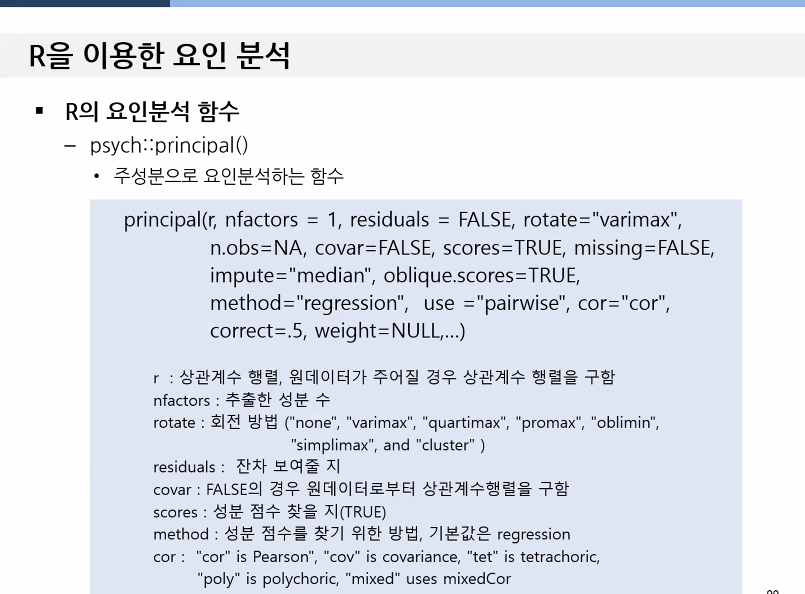 R을 이용한 요인 분석
▪ R의 요인분석 함수
– psych::principal()
• 주성분으로 요인분석하는 함수
principal(r, nfactors = 1, residuals = FALSE, rotate="varimax",
n.obs=NA, covar=FALSE, scores=TRUE, missing=FALSE,
impute="median", oblique.scores=TRUE,
method="regression", use ="pairwise", cor="cor",
correct=.5, weight=NULL,...)
r : 상관계수 행렬, 원데이터가 주어질 경우 상관계수 행렬을 구함
nfactors : 추출한 성분 수
rotate : 회전 방법 ("none", "varimax", "quartimax", "promax", "oblimin",
"simplimax", and "cluster" )
residuals : 잔차 보여줄 지
covar : FALSE의 경우 원데이터로부터 상관계수행렬을 구함
scores : 성분 점수 찾을 지(TRUE)
method : 성분 점수를 찾기 위한 방법, 기본값은 regression
cor : "cor" is Pearson", "cov" is covariance, "tet" is tetrachoric,
"poly" is polychoric, "mixed" uses mixedCor